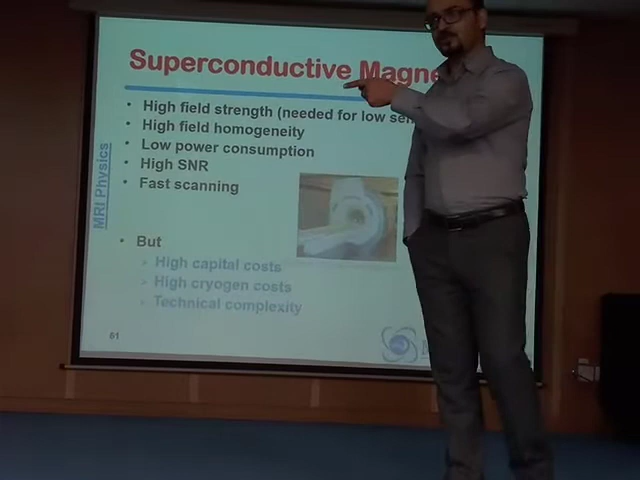 Superconductive Magne
• High field strength (needed for low sen
• High field homogeneity
• Low power consumption
• High SNR
• Fast scanning
MRI Physics
• But
High capital costs
High cryogen costs
Technical complexity
61